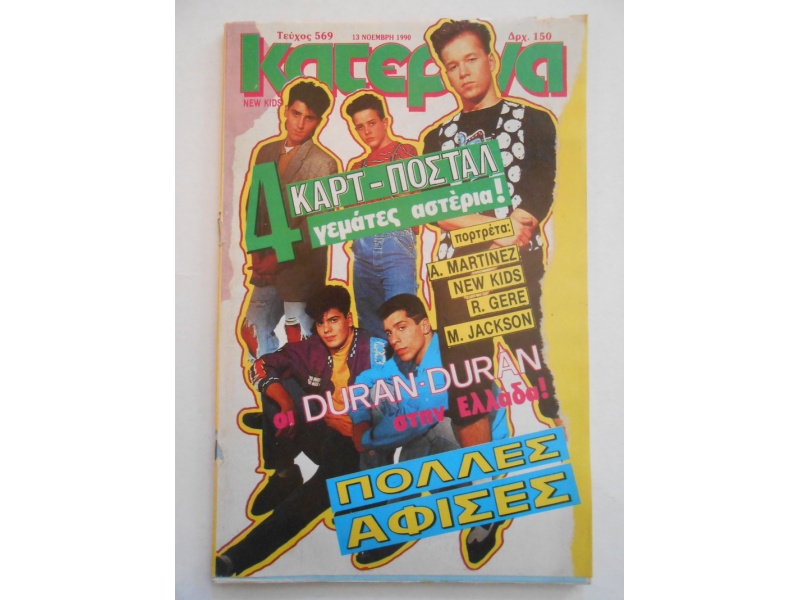 Τεύχος 569 13 ΝΟΕΜΒΡΗ 1990 Δρχ. 150
κατερίνα
NEW KIDS
4 ΚΑΡΤ-ΠΟΣΤΑΛ
γεμάτες αστέρια!
πορτρέτα:
A. MARTINEZ
NEW KIDS
R. GERE
M. JACKSON
οι DURAN·DURAN
στην Ελλάδα!
ΠΟΛΛΕΣ
ΑΦΙΣΕΣ